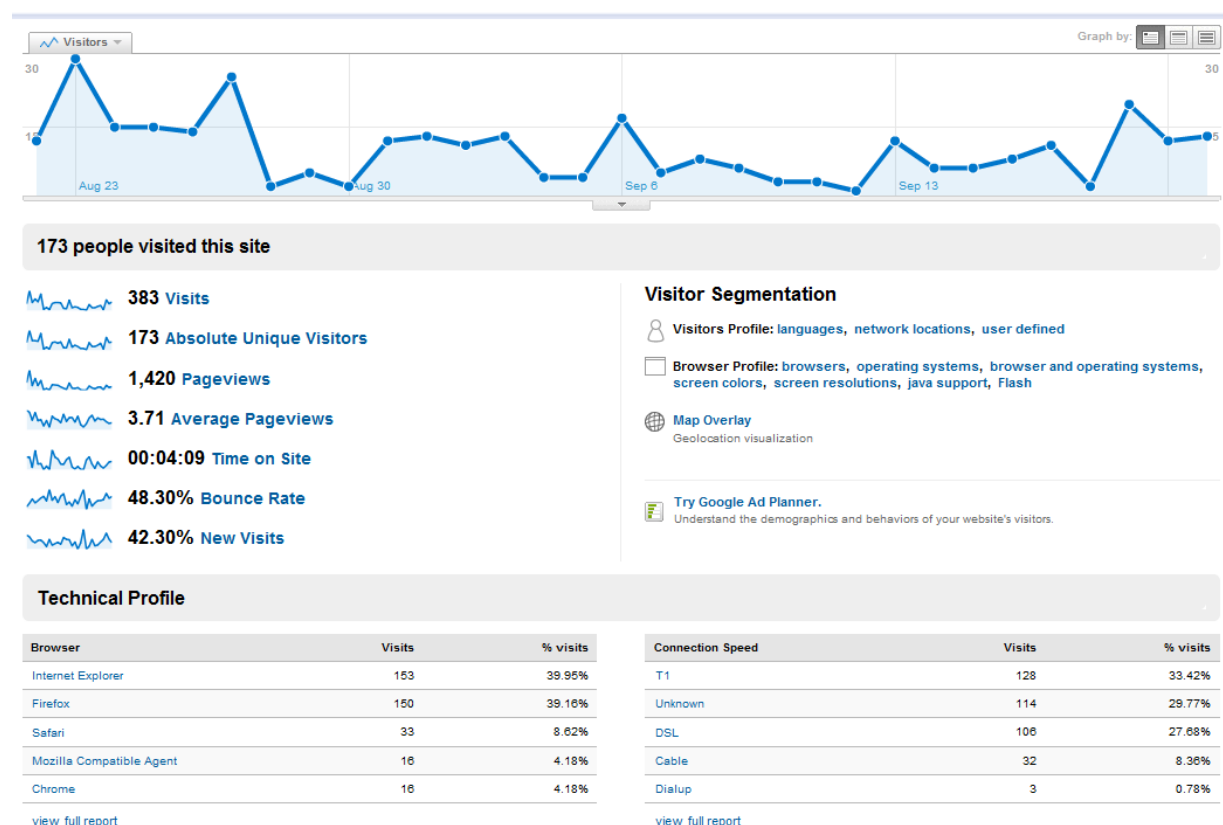 Visitors
Graph by:
30
30
15
5
Aug 23
Aug 30
Sep 6
Sep 13
173 people visited this site
383 Visits
173 Absolute Unique Visitors
1,420 Pageviews
3.71 Average Pageviews
00:04:09 Time on Site
48.30% Bounce Rate
42.30% New Visits
Visitor Segmentation
Visitors Profile: languages, network locations, user defined
Browser Profile: browsers, operating systems, browser and operating systems,
screen colors, screen resolutions, java support, Flash
Map Overlay
Geolocation visualization
Try Google Ad Planner.
Understand the demographics and behaviors of your website's visitors.
Technical Profile
Browser Visits % visits
Internet Explorer 153 39.95%
Firefox 150 39.16%
Safari 33 8.62%
Mozilla Compatible Agent 16 4.18%
Chrome 16 4.18%
view full report
Connection Speed Visits % visits
T1 128 33.42%
Unknown 114 29.77%
DSL 106 27.68%
Cable 32 8.36%
Dialup 3 0.78%
view full report